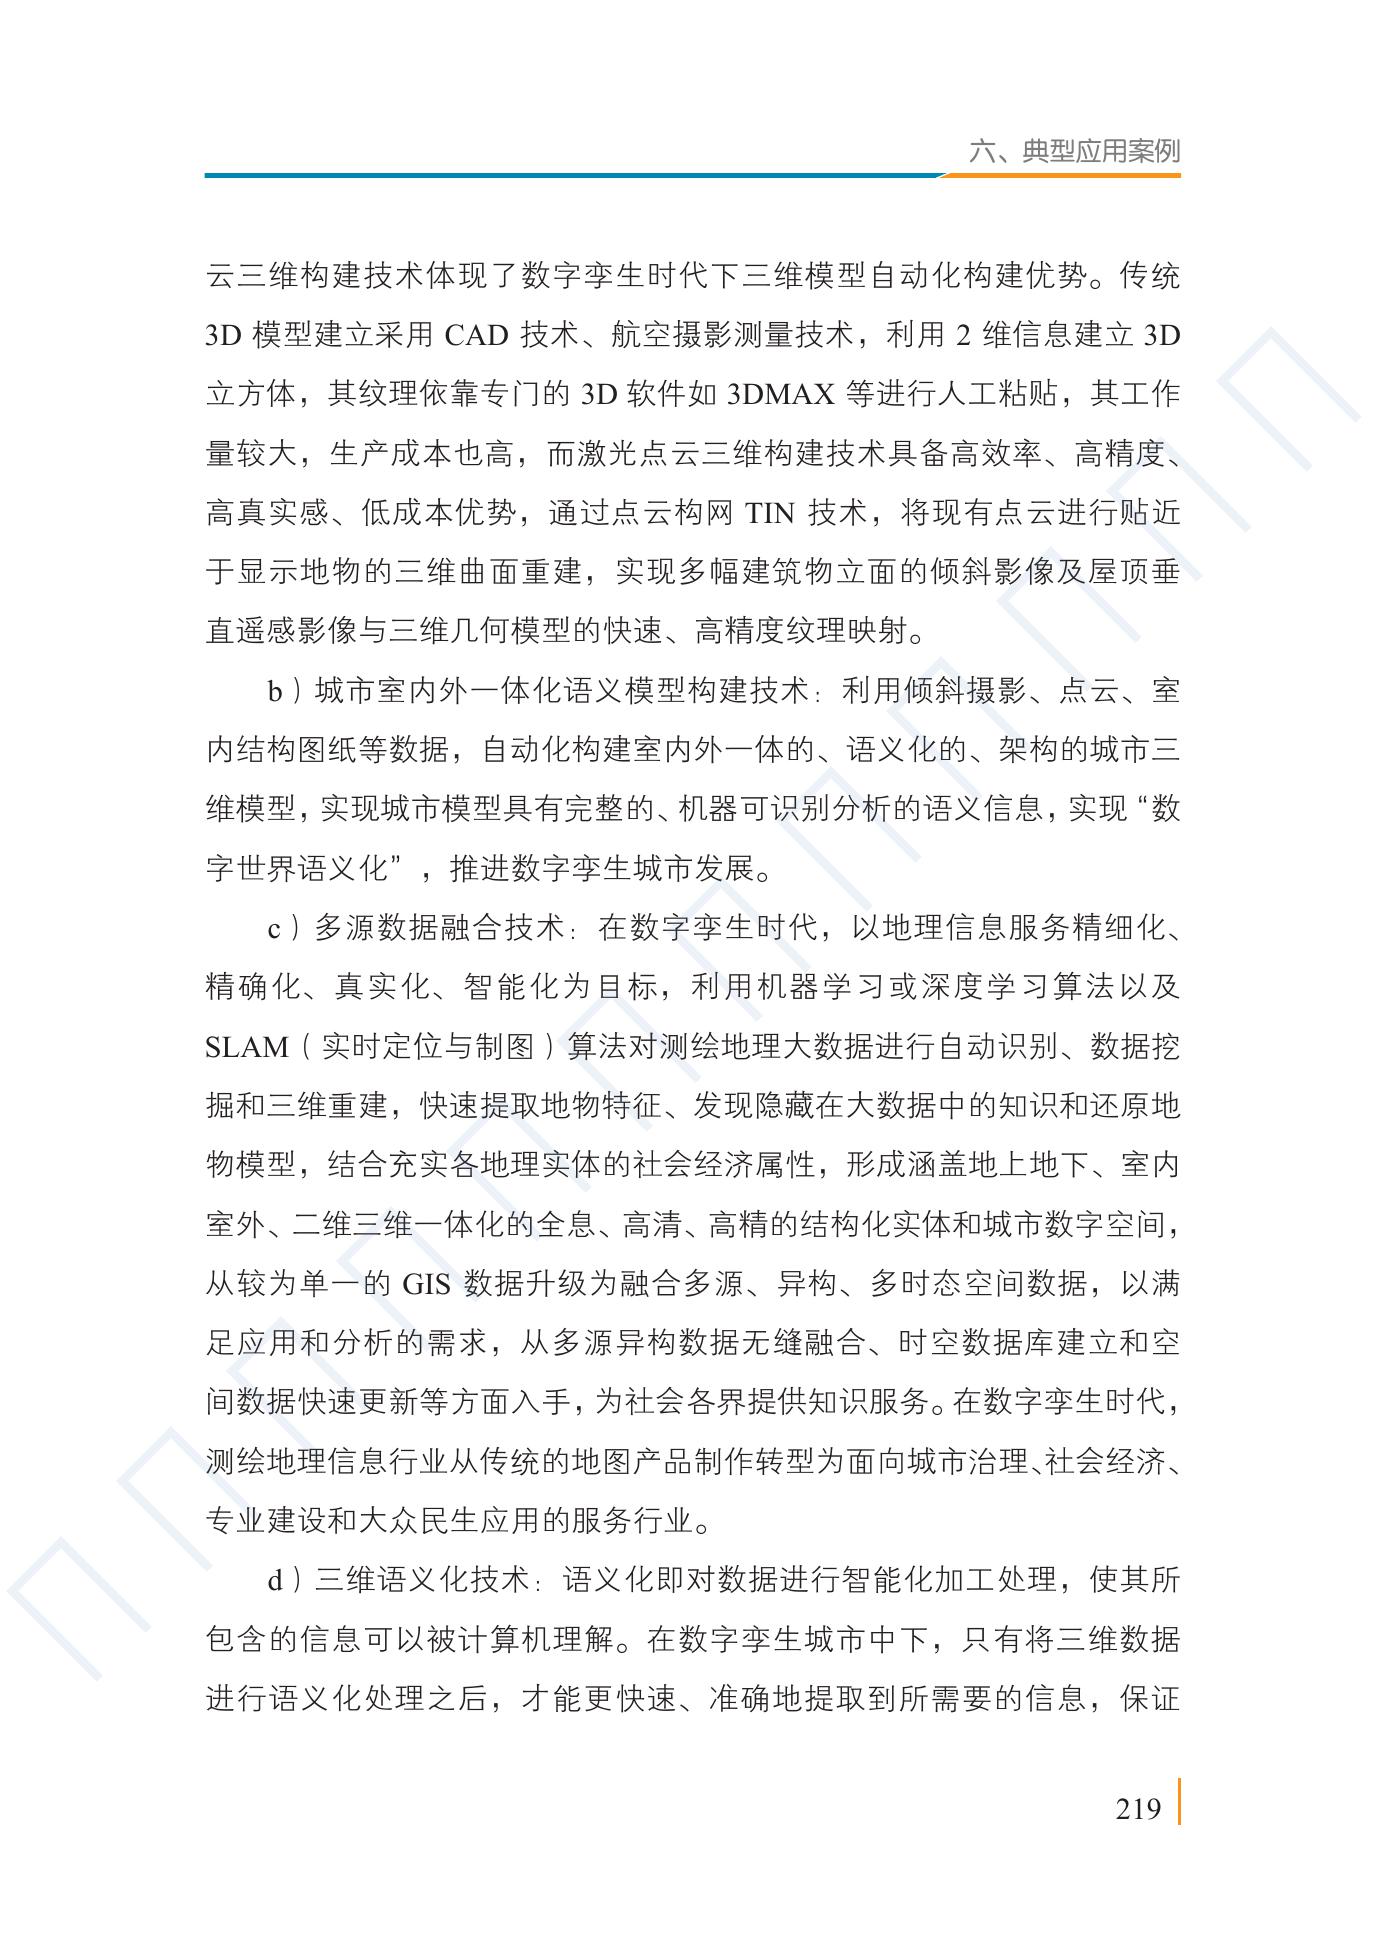 六、典型应用案例
云三维构建技术体现了数字孪生时代下三维模型自动化构建优势。传统
3D 模型建立采用 CAD 技术、航空摄影测量技术，利用 2 维信息建立 3D
立方体，其纹理依靠专门的 3D 软件如 3DMAX 等进行人工粘贴，其工作
量较大，生产成本也高，而激光点云三维构建技术具备高效率、高精度、
高真实感、低成本优势，通过点云构网 TIN 技术，将现有点云进行贴近
于显示地物的三维曲面重建，实现多幅建筑物立面的倾斜影像及屋顶垂
直遥感影像与三维几何模型的快速、高精度纹理映射。
b）城市室内外一体化语义模型构建技术：利用倾斜摄影、点云、室
内结构图纸等数据，自动化构建室内外一体的、语义化的、架构的城市三
维模型，实现城市模型具有完整的、机器可识别分析的语义信息，实现“数
字世界语义化”，推进数字孪生城市发展。
c）多源数据融合技术：在数字孪生时代，以地理信息服务精细化、
精确化、真实化、智能化为目标，利用机器学习或深度学习算法以及
SLAM（实时定位与制图）算法对测绘地理大数据进行自动识别、数据挖
掘和三维重建，快速提取地物特征、发现隐藏在大数据中的知识和还原地
物模型，结合充实各地理实体的社会经济属性，形成涵盖地上地下、室内
室外、二维三维一体化的全息、高清、高精的结构化实体和城市数字空间，
从较为单一的 GIS 数据升级为融合多源、异构、多时态空间数据，以满
足应用和分析的需求，从多源异构数据无缝融合、时空数据库建立和空
间数据快速更新等方面入手，为社会各界提供知识服务。在数字孪生时代，
测绘地理信息行业从传统的地图产品制作转型为面向城市治理、社会经济、
专业建设和大众民生应用的服务行业。
d）三维语义化技术：语义化即对数据进行智能化加工处理，使其所
包含的信息可以被计算机理解。在数字孪生城市中下，只有将三维数据
进行语义化处理之后，才能更快速、准确地提取到所需要的信息，保证
219